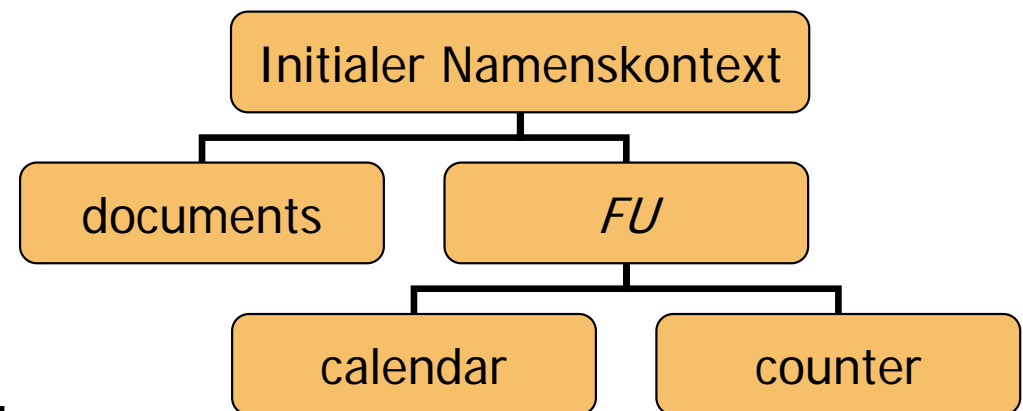 Initialer Namenskontext
documents
FU
calendar
counter